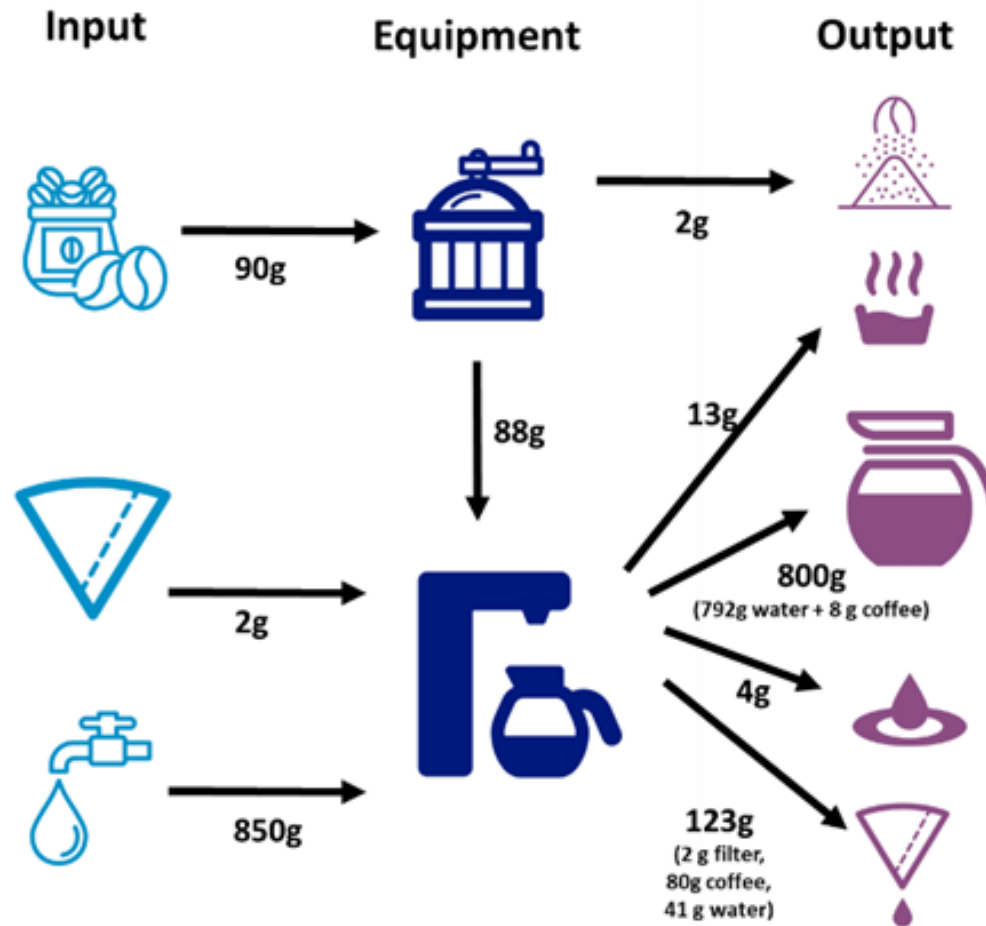 Input
Equipment
Output
90g
2g
88g
13g
2g
800g
(792g water + 8 g coffee)
4g
850g
123g
(2 g filter,
80g coffee,
41 g water)